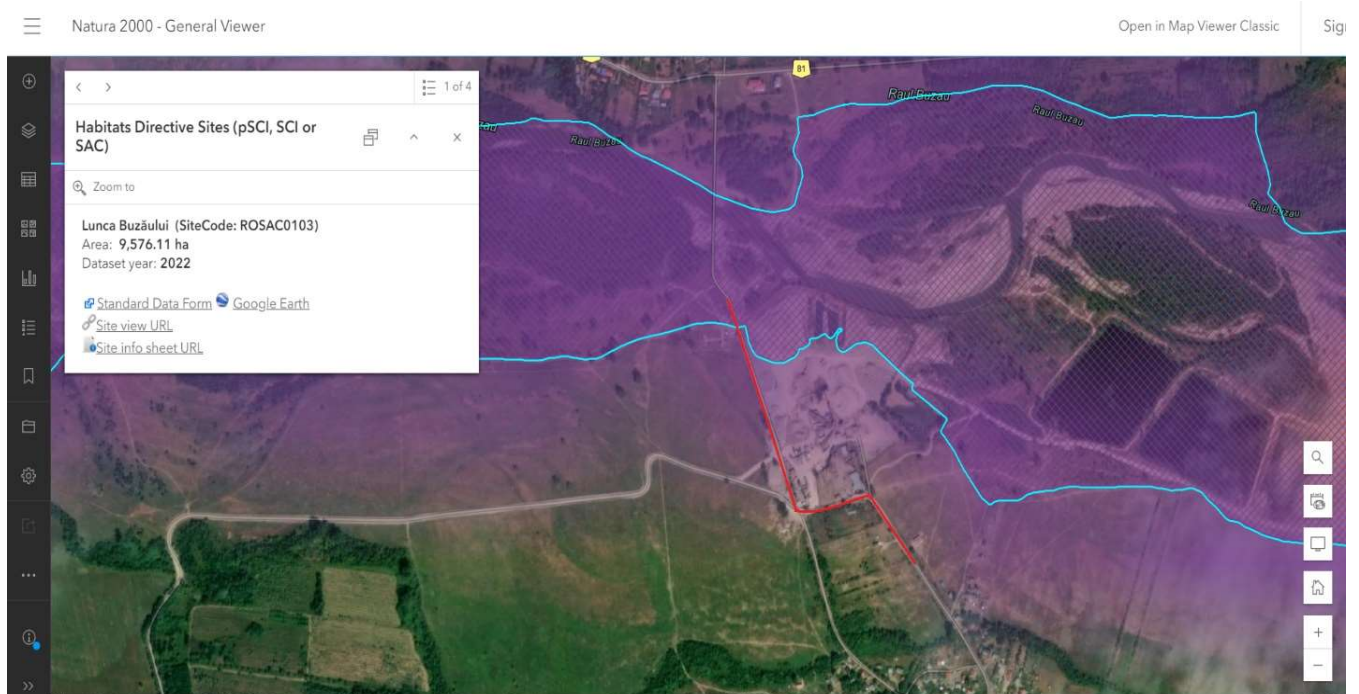 Natura 2000 - General Viewer
Open in Map Viewer Classic
1 of 4
Habitats Directive Sites (pSCI, SCI or
SAC)
Zoom to
Lunca Buzăului (SiteCode: ROSAC0103)
Area: 9,576.11 ha
Dataset year: 2022
Standard Data Form Google Earth
Site view URL
Site info sheet URL
81
Raul Buzau
Raul Buzau
Raul Buzau
Raul Buzau